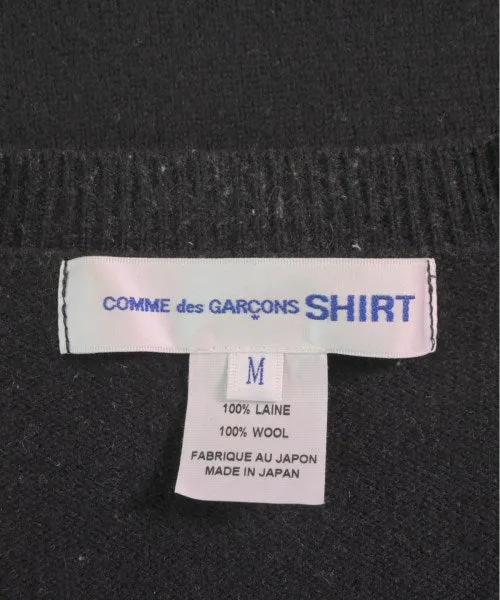 COMME des GARÇONS SHIRT
M
100% LAINE
100% WOOL
FABRIQUE AU JAPON
MADE IN JAPAN